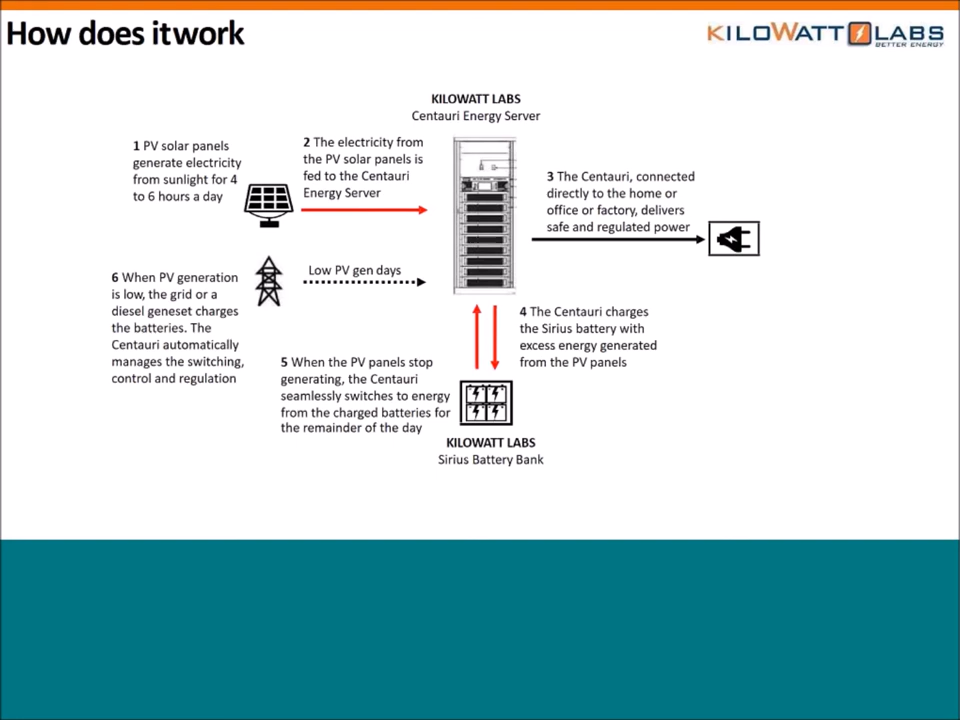 How does itwork
KILOWATT LABS
BETTER ENERGY
KILOWATT LABS
Centauri Energy Server
1 PV solar panels
generate electricity
from sunlight for 4
to 6 hours a day
2 The electricity from
the PV solar panels is
fed to the Centauri
Energy Server
3 The Centauri, connected
directly to the home or
office or factory, delivers
safe and regulated power
6 When PV generation
is low, the grid or a
diesel geneset charges
the batteries. The
Centauri automatically
manages the switching,
control and regulation
Low PV gen days
4 The Centauri charges
the Sirius battery with
excess energy generated
from the PV panels
5 When the PV panels stop
generating, the Centauri
seamlessly switches to energy
from the charged batteries for
the remainder of the day
KILOWATT LABS
Sirius Battery Bank